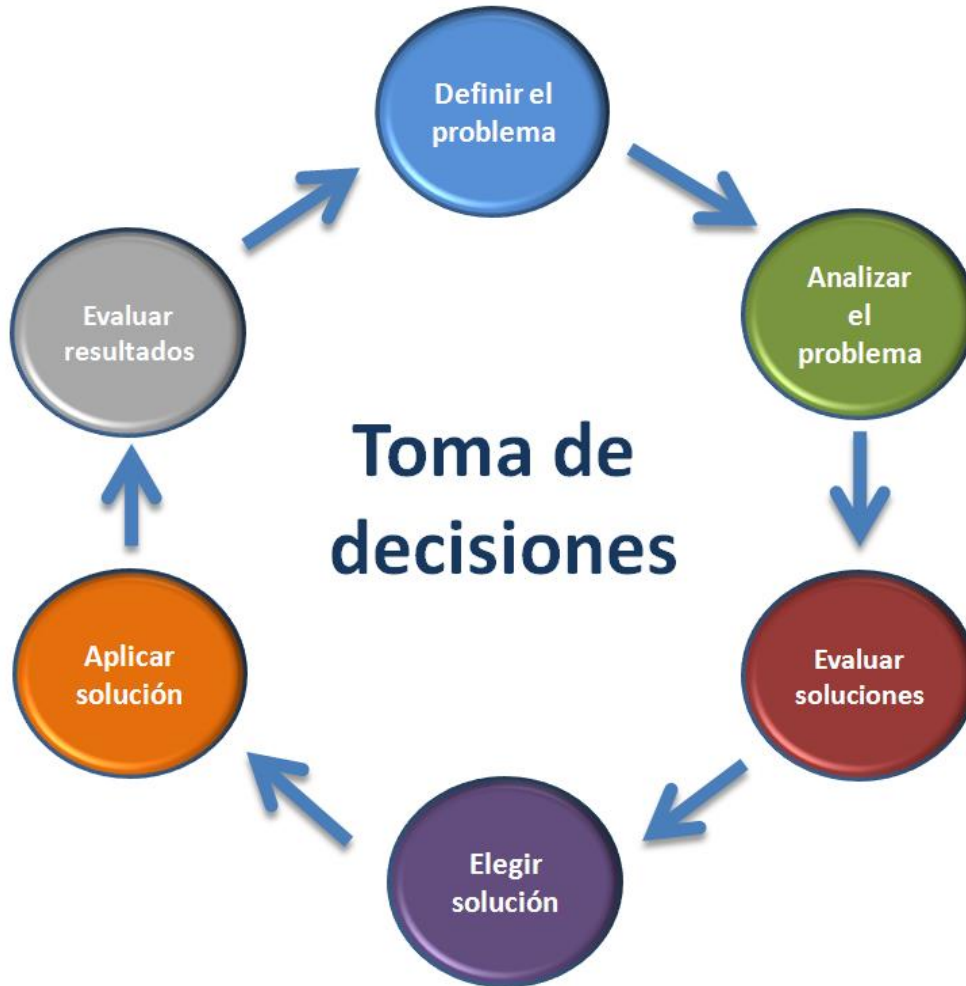 Definir el
problema
Analizar
el
problema
Evaluar
soluciones
Elegir
solución
Aplicar
solución
Evaluar
resultados
Toma de
decisiones